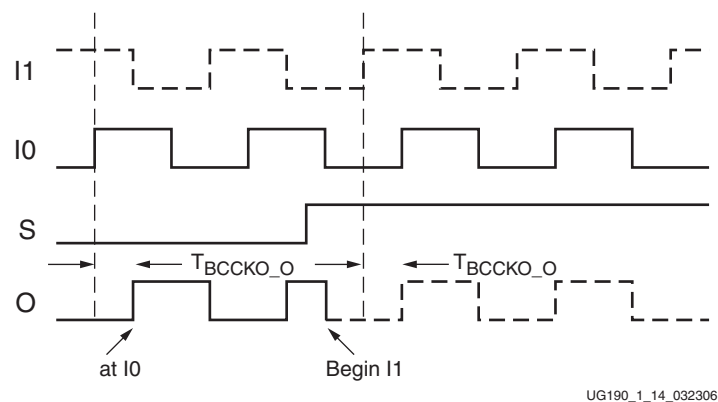 I1
I0
S
T_BCCKO_O T_BCCKO_O
O
at I0 Begin I1
UG190_1_14_032306